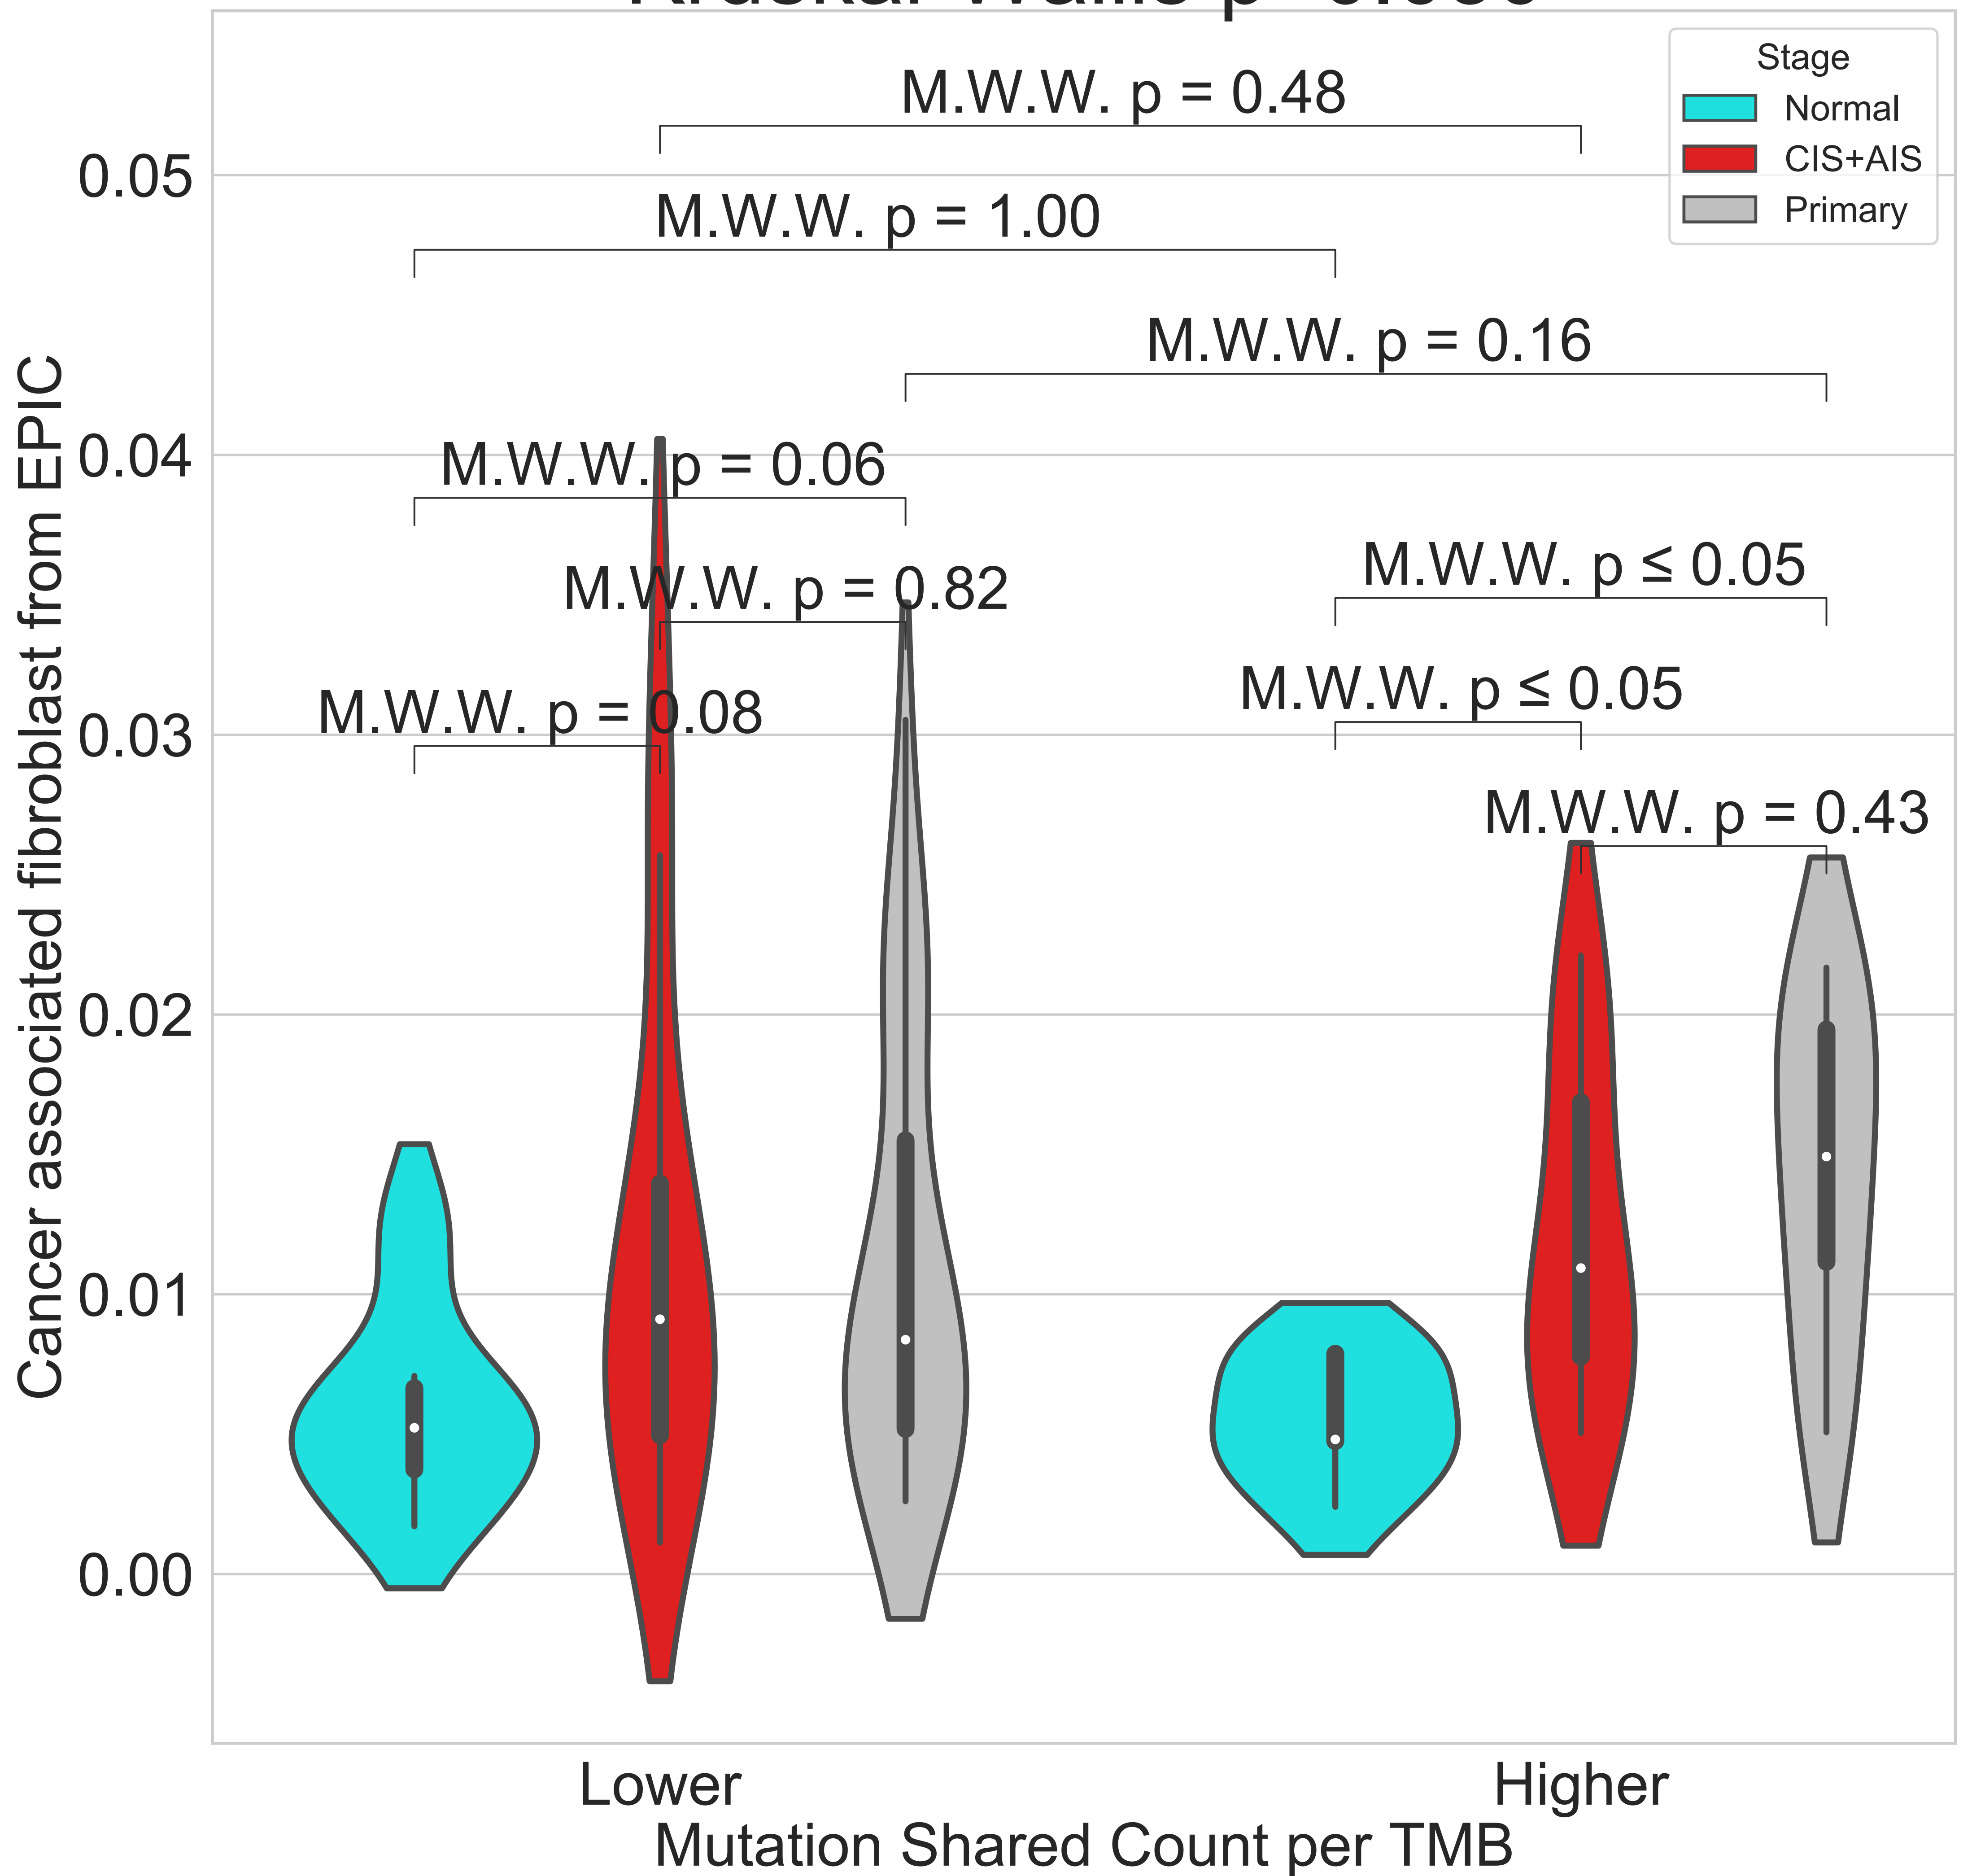 Stage
Normal
CIS+AIS
Primary
M.W.W. p = 0.48
M.W.W. p = 1.00
M.W.W. p = 0.16
M.W.W. p = 0.06
M.W.W. p = 0.82
M.W.W. p = 0.08
M.W.W. p ≤ 0.05
M.W.W. p ≤ 0.05
M.W.W. p = 0.43
Cancer associated fibroblast from EPIC
0.05
0.04
0.03
0.02
0.01
0.00
Lower
Higher
Mutation Shared Count per TMB